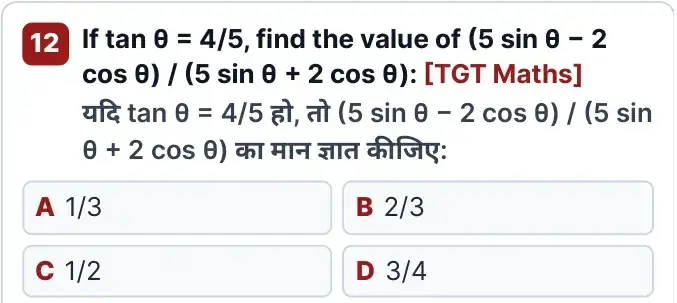 12 If tan θ = 4/5, find the value of (5 sin θ − 2
cos θ) / (5 sin θ + 2 cos θ): [TGT Maths]
यदि tan θ = 4/5 हो, तो (5 sin θ − 2 cos θ) / (5 sin
θ + 2 cos θ) का मान ज्ञात कीजिए:
A 1/3
B 2/3
C 1/2
D 3/4